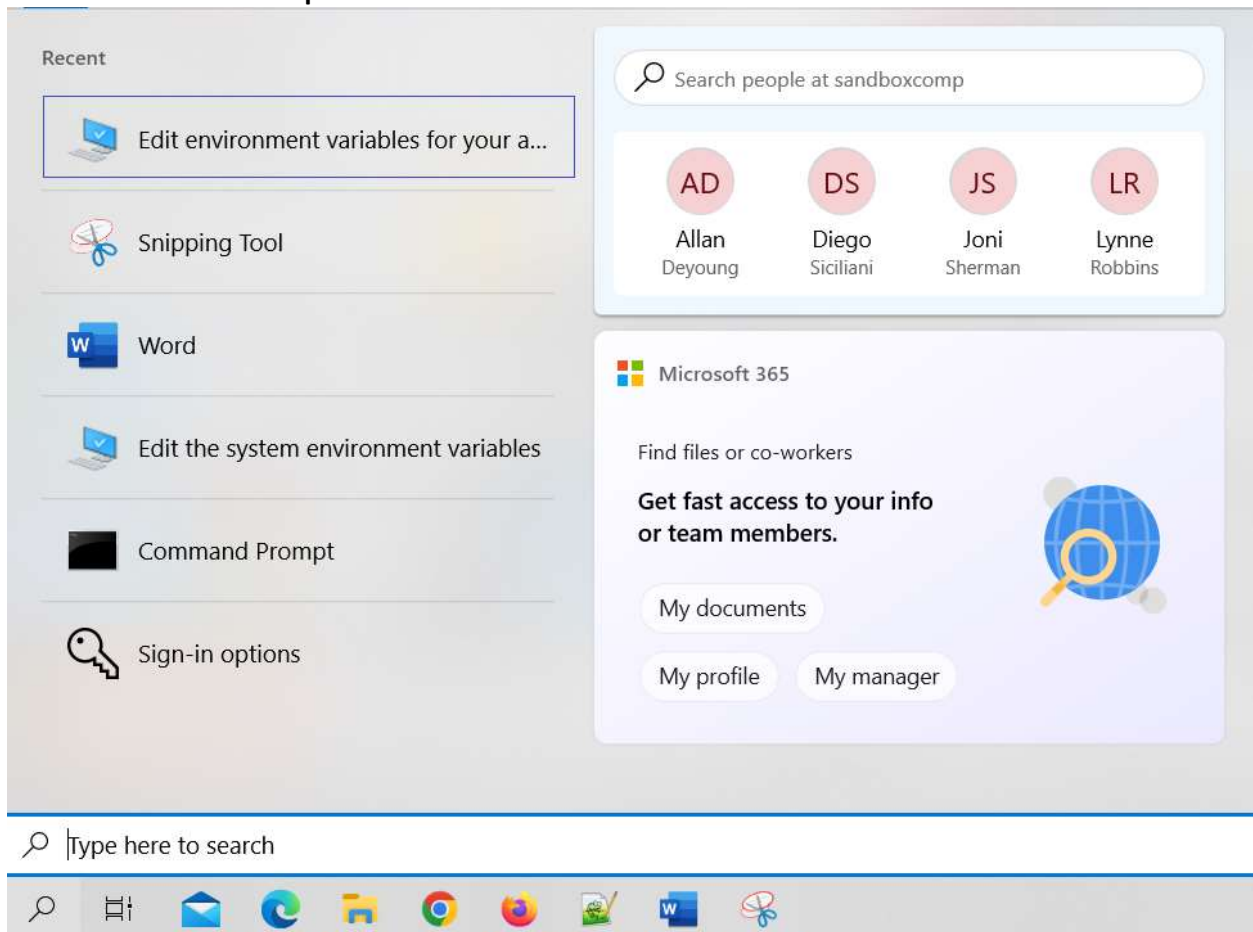 Recent
Edit environment variables for your a...
Snipping Tool
Word
Edit the system environment variables
Command Prompt
Sign-in options
Search people at sandboxcomp
AD
DS
JS
LR
Allan
Diego
Joni
Lynne
Deyoung
Siciliani
Sherman
Robbins
Microsoft 365
Find files or co-workers
Get fast access to your info
or team members.
My documents
My profile
My manager
Type here to search